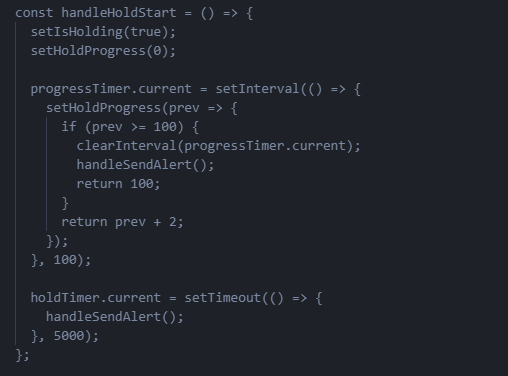 const handleHoldStart = () => {
  setIsHolding(true);
  setHoldProgress(0);

  progressTimer.current = setInterval(() => {
    setHoldProgress(prev => {
      if (prev >= 100) {
        clearInterval(progressTimer.current);
        handleSendAlert();
        return 100;
      }
      return prev + 2;
    });
  }, 100);

  holdTimer.current = setTimeout(() => {
    handleSendAlert();
  }, 5000);
};